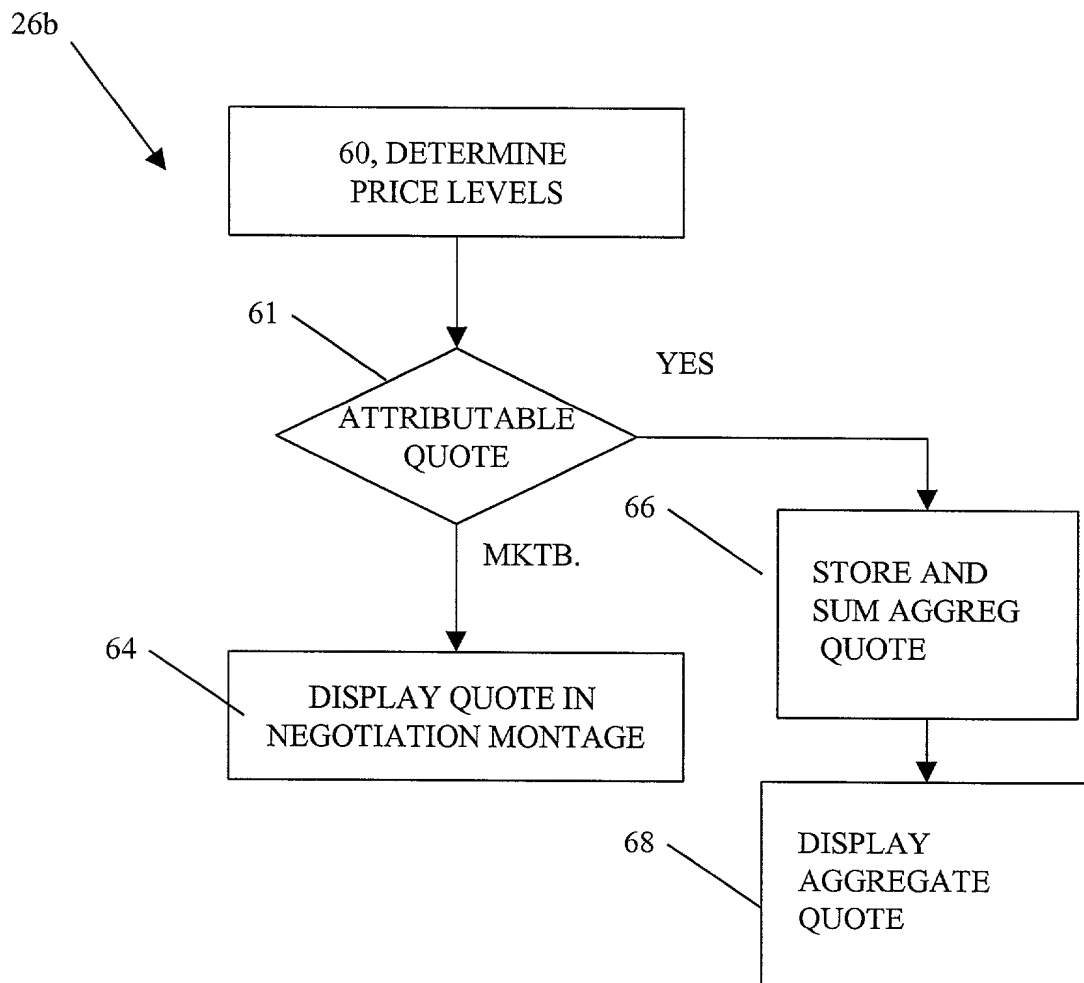 26b
60, DETERMINE
PRICE LEVELS
61
YES
ATTRIBUTABLE
QUOTE
66
MKTB.
STORE AND
SUM AGGREG
QUOTE
64
DISPLAY QUOTE IN
NEGOTIATION MONTAGE
68
DISPLAY
AGGREGATE
QUOTE